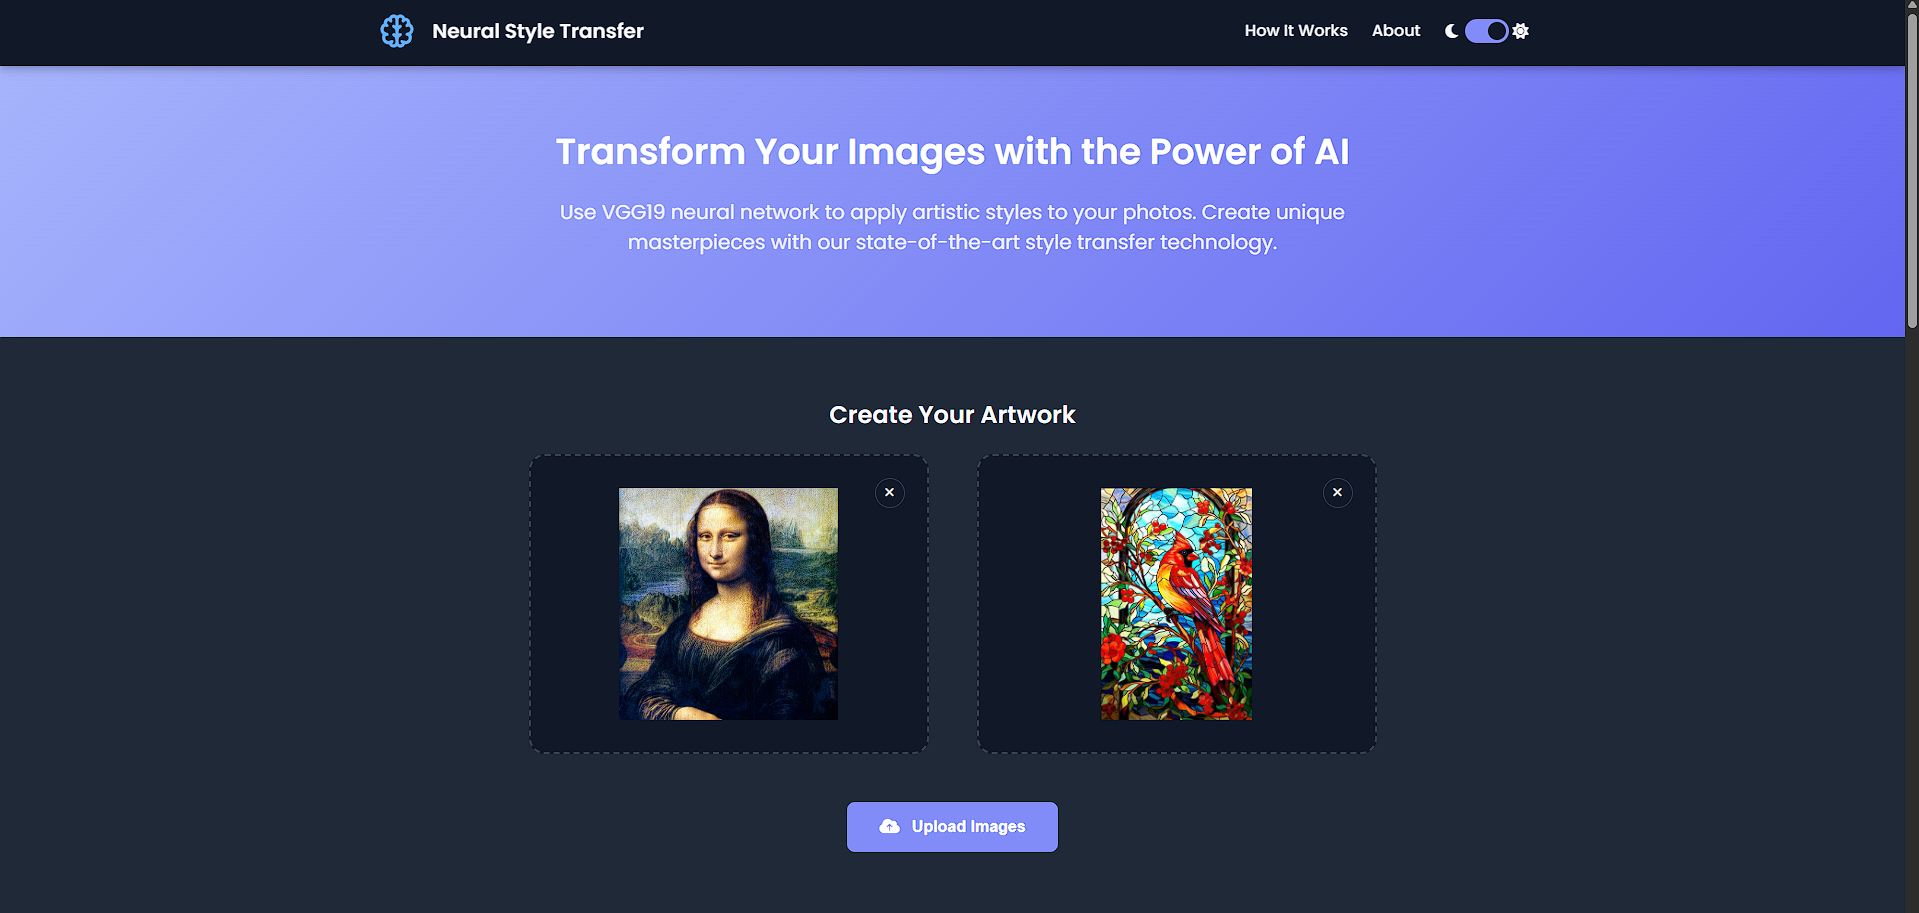 Neural Style Transfer
How It Works
About
Transform Your Images with the Power of AI
Use VGG19 neural network to apply artistic styles to your photos. Create unique
masterpieces with our state-of-the-art style transfer technology.
Create Your Artwork
Upload Images